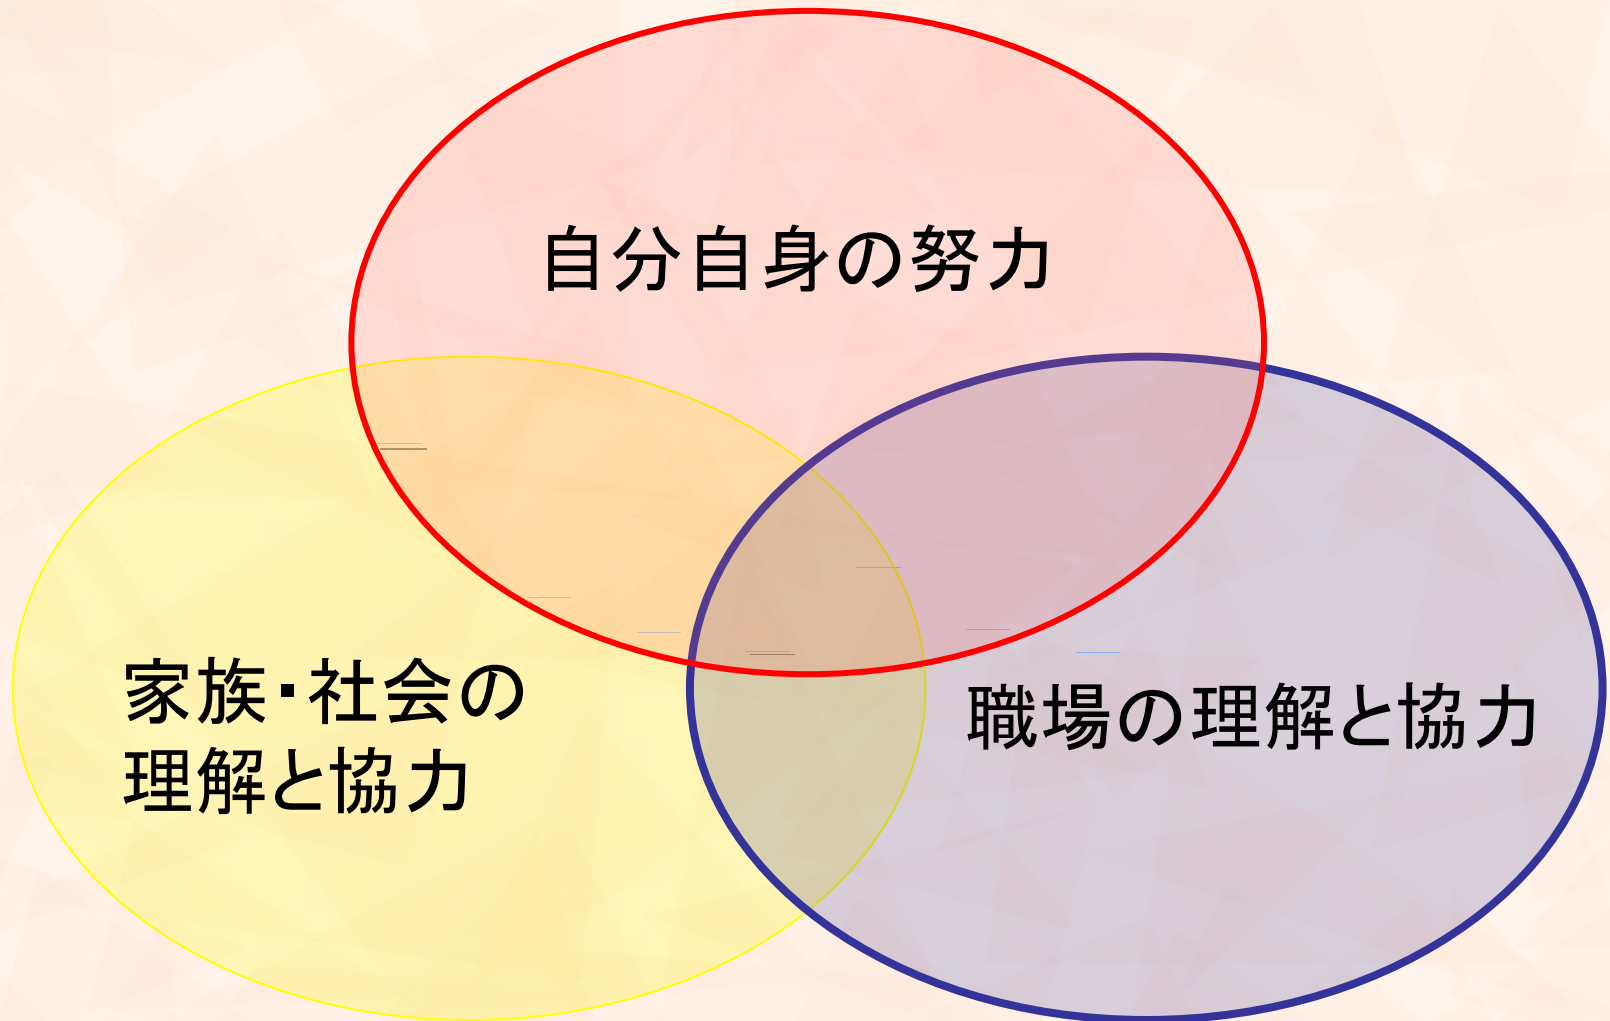 自分自身の努力
家族・社会の
理解と協力
職場の理解と協力